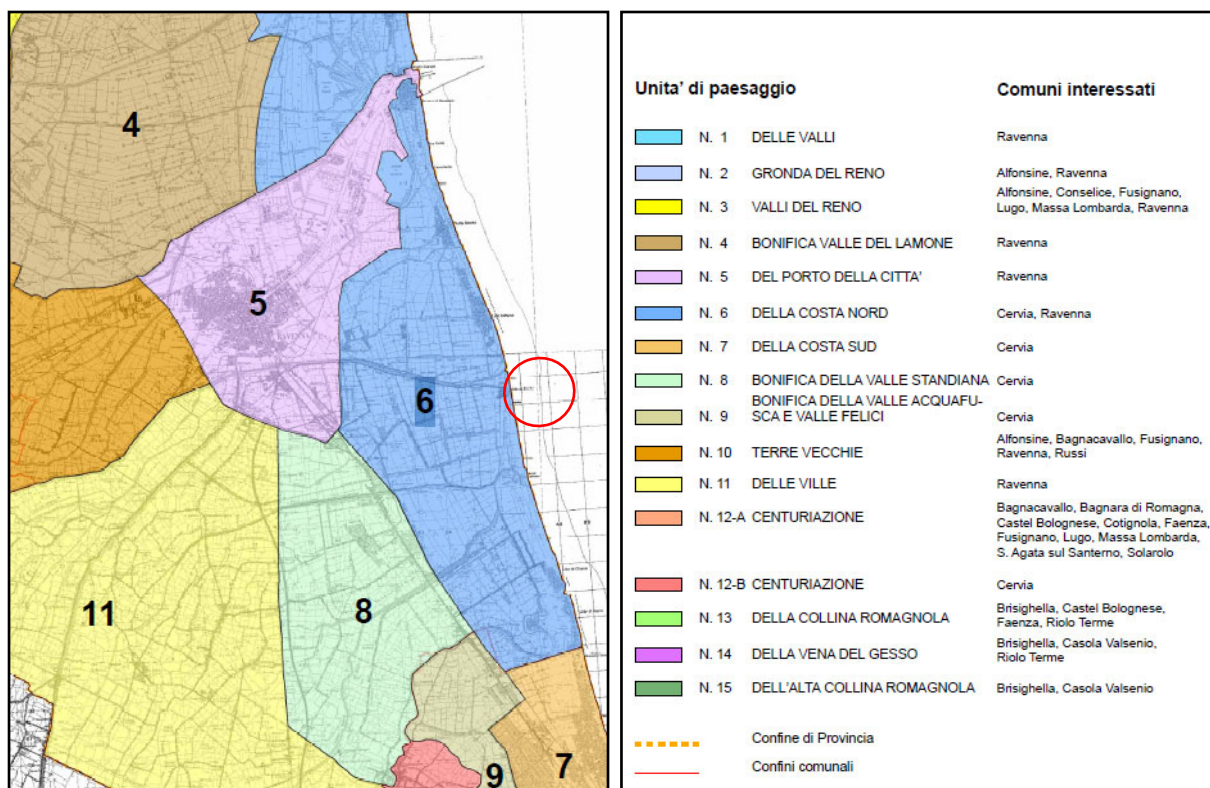 4
5
6
11
8
9
7
RAVENNA
Unita' di paesaggio Comuni interessati
N. 1 DELLE VALLI Ravenna
N. 2 GRONDA DEL RENO Alfonsine, Ravenna
N. 3 VALLI DEL RENO Alfonsine, Conselice, Fusignano,
Lugo, Massa Lombarda, Ravenna
N. 4 BONIFICA VALLE DEL LAMONE Ravenna
N. 5 DEL PORTO DELLA CITTA' Ravenna
N. 6 DELLA COSTA NORD Cervia, Ravenna
N. 7 DELLA COSTA SUD Cervia
N. 8 BONIFICA DELLA VALLE STANDIANA Cervia
N. 9 BONIFICA DELLA VALLE ACQUAFU-
SCA E VALLE FELICI Cervia
N. 10 TERRE VECCHIE Alfonsine, Bagnacavallo, Fusignano,
Ravenna, Russi
N. 11 DELLE VILLE Ravenna
N. 12-A CENTURIAZIONE Bagnacavallo, Bagnara di Romagna,
Castel Bolognese, Cotignola, Faenza,
Fusignano, Lugo, Massa Lombarda,
S. Agata sul Santerno, Solarolo
N. 12-B CENTURIAZIONE Cervia
N. 13 DELLA COLLINA ROMAGNOLA Brisighella, Castel Bolognese,
Faenza, Riolo Terme
N. 14 DELLA VENA DEL GESSO Brisighella, Casola Valsenio,
Riolo Terme
N. 15 DELL'ALTA COLLINA ROMAGNOLA Brisighella, Casola Valsenio
Confine di Provincia
Confini comunali